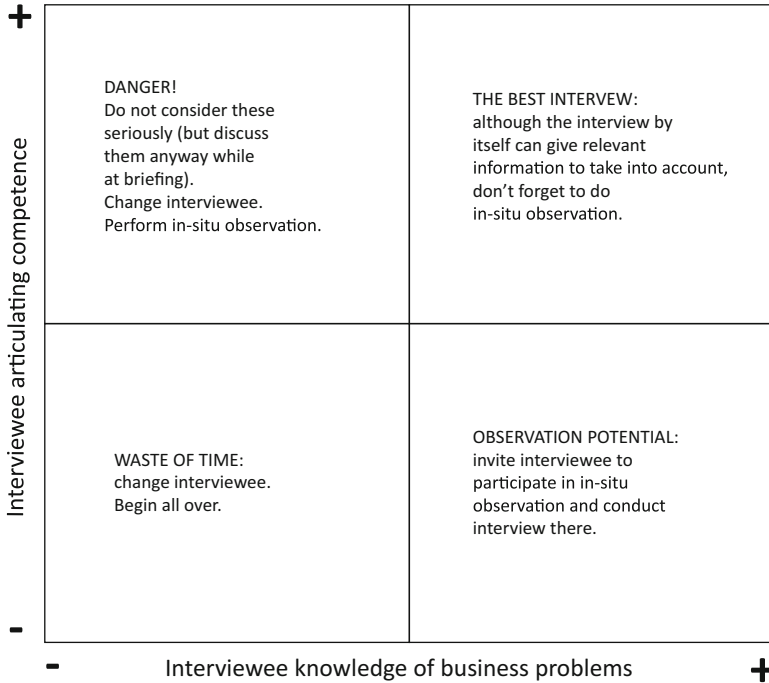 +
DANGER!
Do not consider these
seriously (but discuss
them anyway while
at briefing).
Change interviewee.
Perform in-situ observation.
THE BEST INTERVEW:
although the interview by
itself can give relevant
information to take into account,
don't forget to do
in-situ observation.
Interviewee articulating competence
WASTE OF TIME:
change interviewee.
Begin all over.
OBSERVATION POTENTIAL:
invite interviewee to
participate in in-situ
observation and conduct
interview there.
-
-
Interviewee knowledge of business problems
+